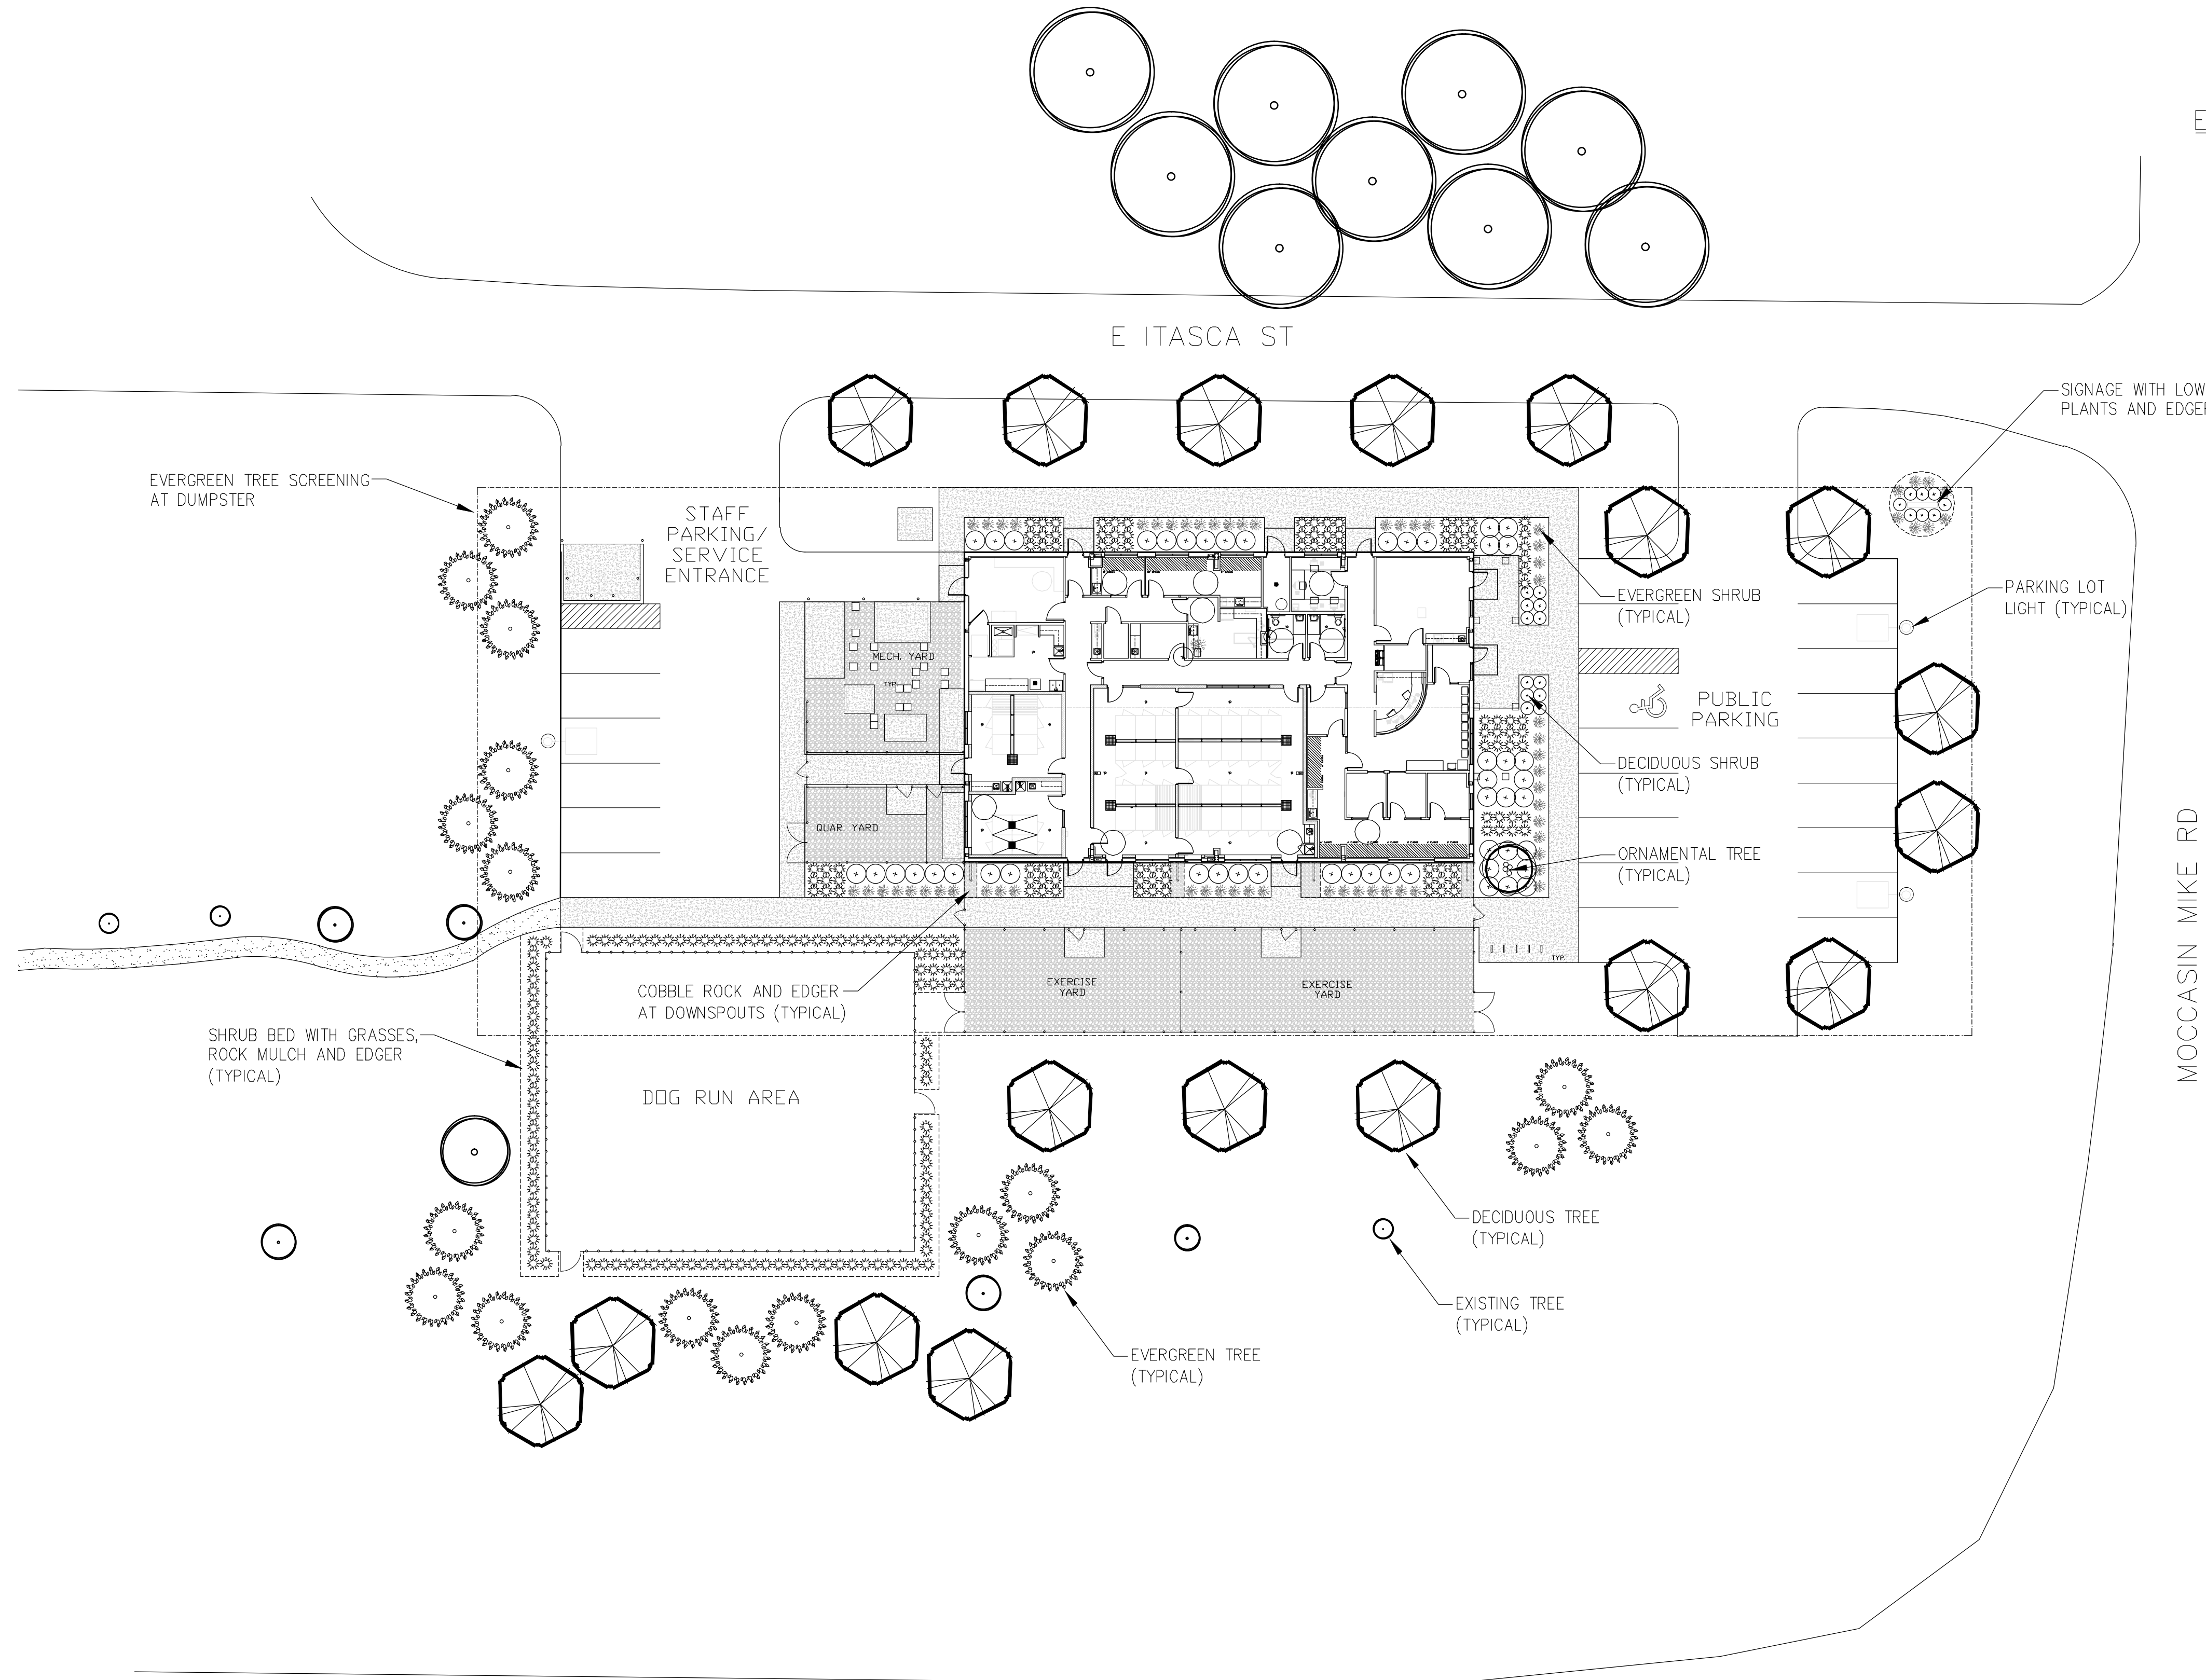 E
E ITASCA ST
SIGNAGE WITH LOW
PLANTS AND EDGER
EVERGREEN TREE SCREENING
AT DUMPSTER
STAFF
PARKING/
SERVICE
ENTRANCE
EVERGREEN SHRUB
(TYPICAL)
PARKING LOT
LIGHT (TYPICAL)
MECH. YARD
TYP.
PUBLIC
PARKING
DECIDUOUS SHRUB
(TYPICAL)
QUAR. YARD
ORNAMENTAL TREE
(TYPICAL)
MOCCASIN MIKE RD
TYP.
COBBLE ROCK AND EDGER
AT DOWNSPOUTS (TYPICAL)
EXERCISE
YARD
EXERCISE
YARD
SHRUB BED WITH GRASSES,
ROCK MULCH AND EDGER
(TYPICAL)
DOG RUN AREA
DECIDUOUS TREE
(TYPICAL)
EXISTING TREE
(TYPICAL)
EVERGREEN TREE
(TYPICAL)